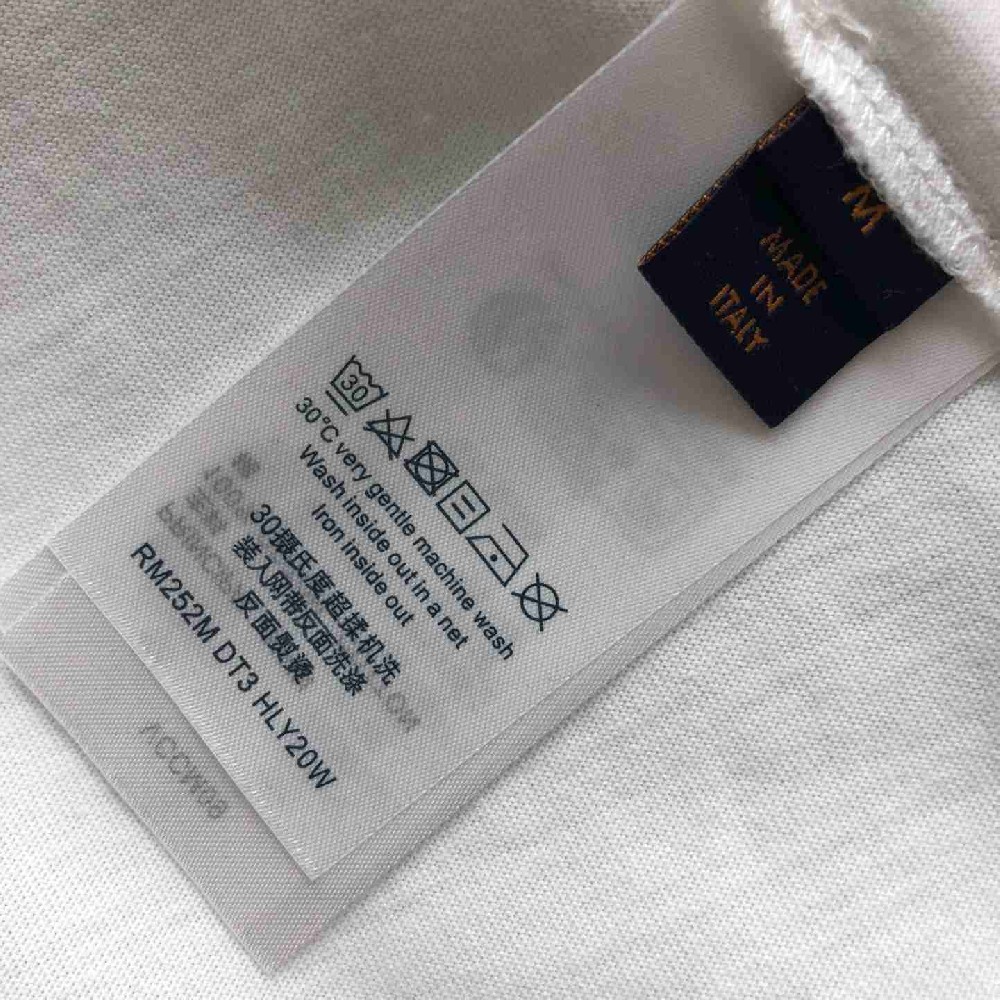 M
MADE
IN
ITALY
30
30°C very gentle machine wash
Wash inside out in a net
Iron inside out
30摄氏度超揉机洗
装入网带反面洗涤
反面熨烫
RM252M DT3 HLY20W